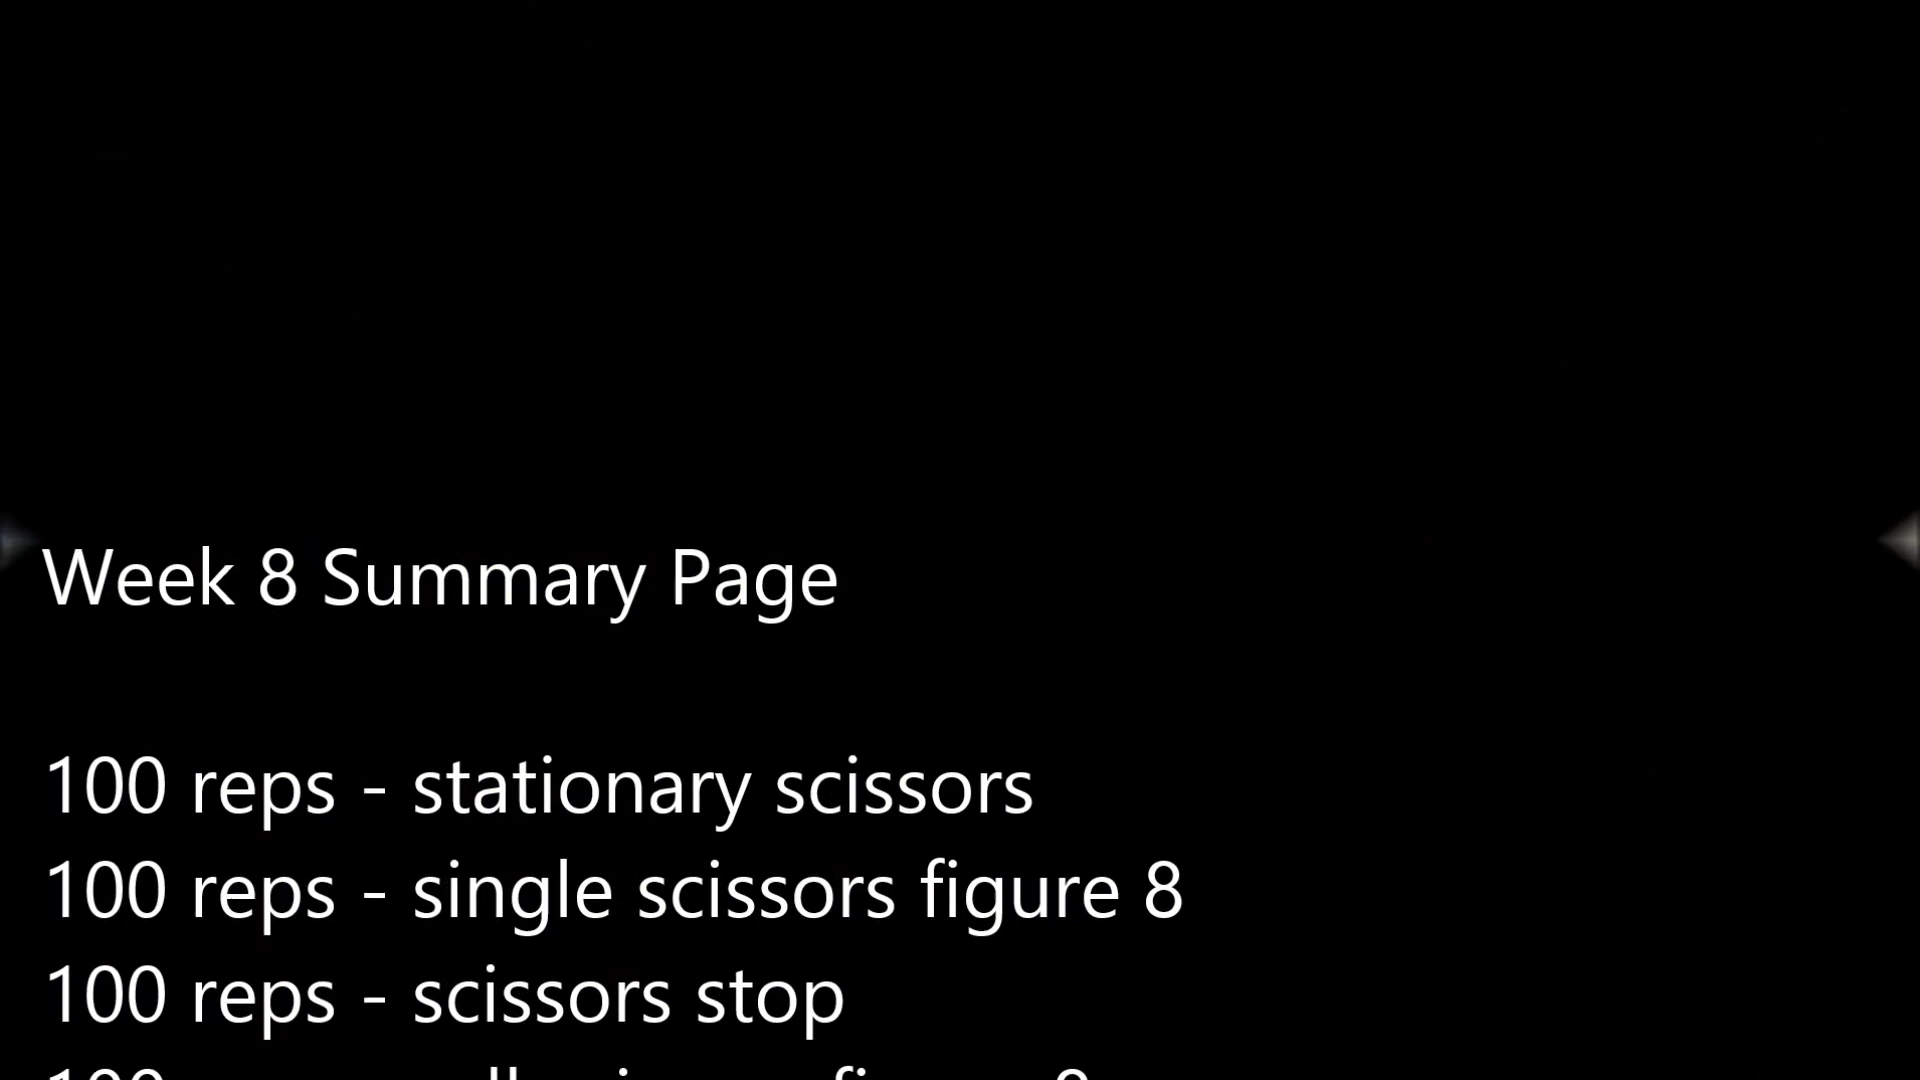 Week 8 Summary Page
100 reps - stationary scissors
100 reps - single scissors figure 8
100 reps - scissors stop